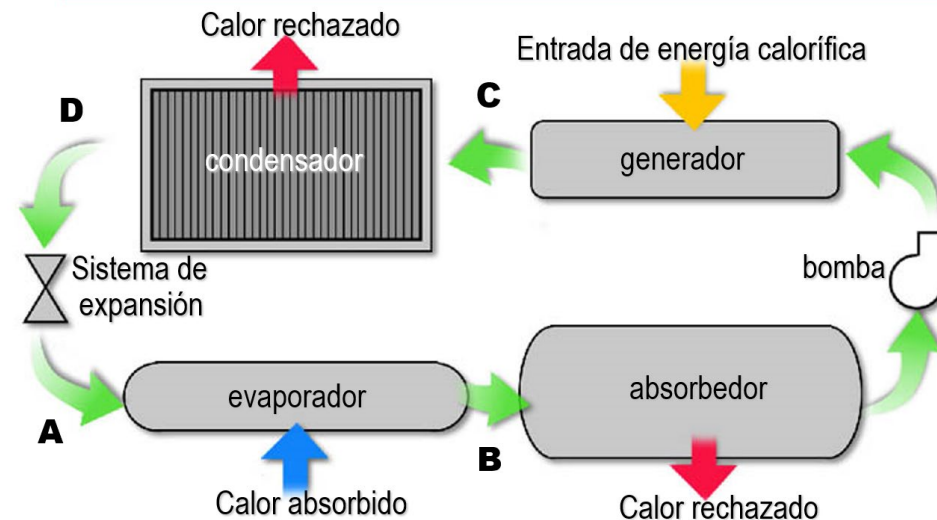 Calor rechazado
Entrada de energía calorífica
D
C
condensador
generador
Sistema de
expansión
bomba
evaporador
absorbedor
A
B
Calor absorbido
Calor rechazado